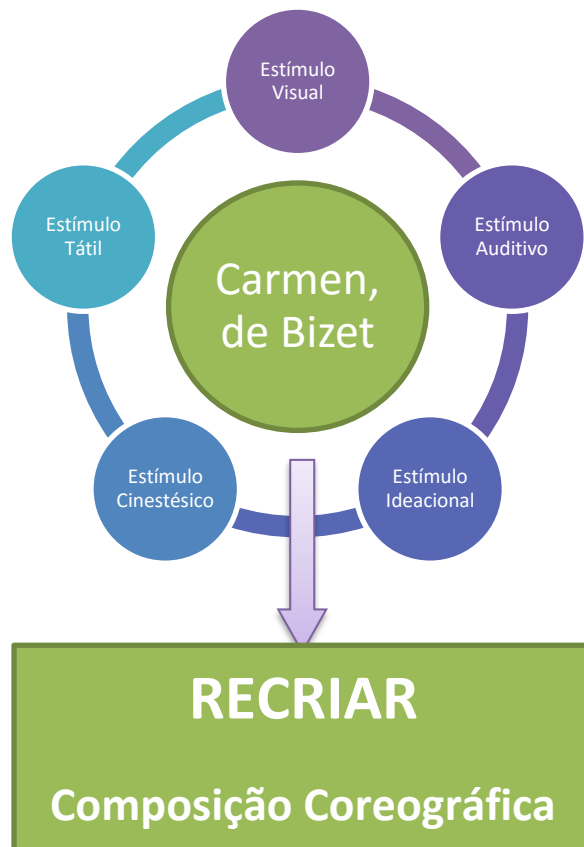 Estímulo
Visual
Estímulo
Tátil
Estímulo
Auditivo
Carmen,
de Bizet
Estímulo
Cinestésico
Estímulo
Ideacional
RECRIAR
Composição Coreográfica